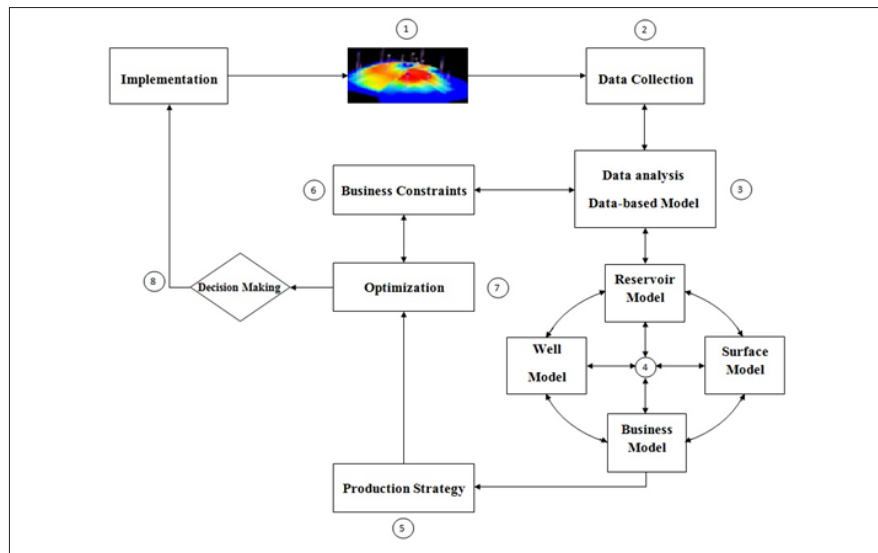 1
2
Implementation
Data Collection
Data analysis
Data-based Model
3
6
Business Constraints
Reservoir
Model
8
Decision Making
Optimization
7
Well
Model
4
Surface
Model
Business
Model
Production Strategy
5